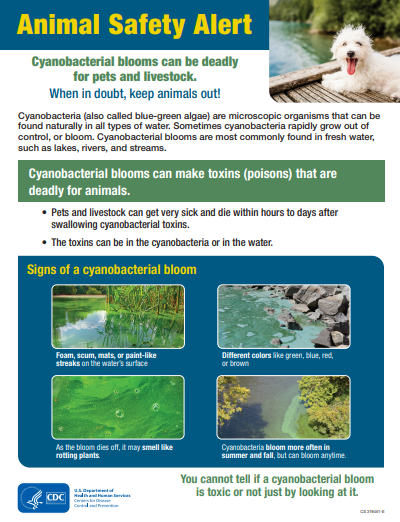 Animal Safety Alert
Cyanobacterial blooms can be deadly
for pets and livestock.
When in doubt, keep animals out!
Cyanobacteria (also called blue-green algae) are microscopic organisms that can be
found naturally in all types of water. Sometimes cyanobacteria rapidly grow out of
control, or bloom. Cyanobacterial blooms are most commonly found in fresh water,
such as lakes, rivers, and streams.
Cyanobacterial blooms can make toxins (poisons) that are
deadly for animals.
• Pets and livestock can get very sick and die within hours to days after
swallowing cyanobacterial toxins.
• The toxins can be in the cyanobacteria or in the water.
Signs of a cyanobacterial bloom
Foam, scum, mats, or paint-like
streaks on the water's surface
Different colors like green, blue, red,
or brown
As the bloom dies off, it may smell like
rotting plants.
Cyanobacteria bloom more often in
summer and fall, but can bloom anytime.
CDC
U.S. Department of
Health and Human Services
Centers for Disease
Control and Prevention
You cannot tell if a cyanobacterial bloom
is toxic or not just by looking at it.